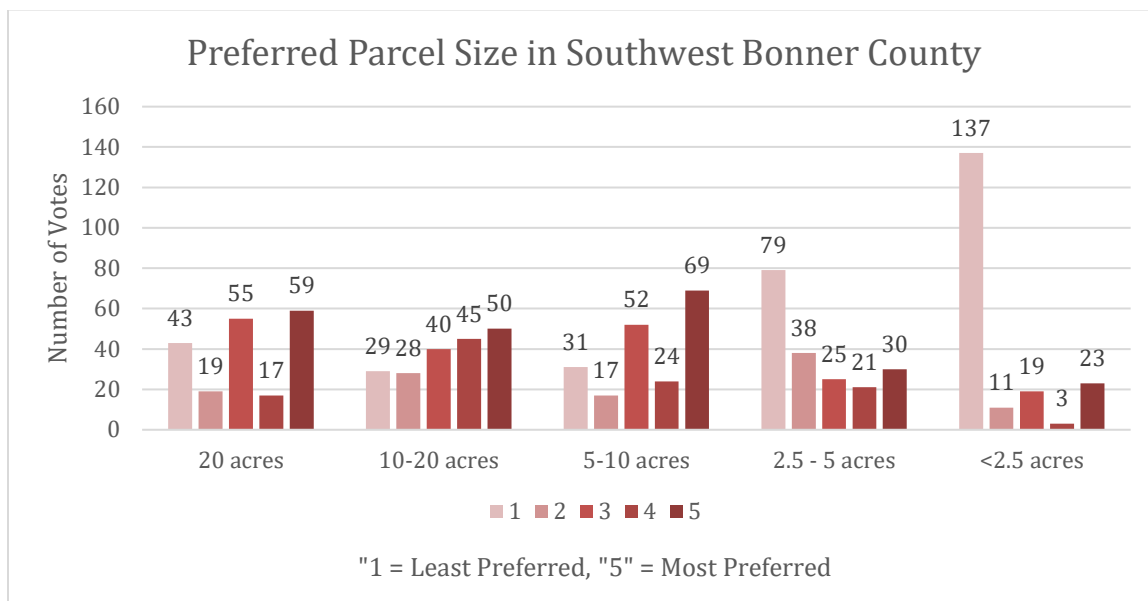 Preferred Parcel Size in Southwest Bonner County
Number of Votes
160
140
120
100
80
60
40
20
0
43 19 55 17 59
29 28 40 45 50
31 17 52 24 69
79 38 25 21 30
137 11 19 3 23
20 acres 10-20 acres 5-10 acres 2.5 - 5 acres <2.5 acres
1 2 3 4 5
"1 = Least Preferred, "5" = Most Preferred